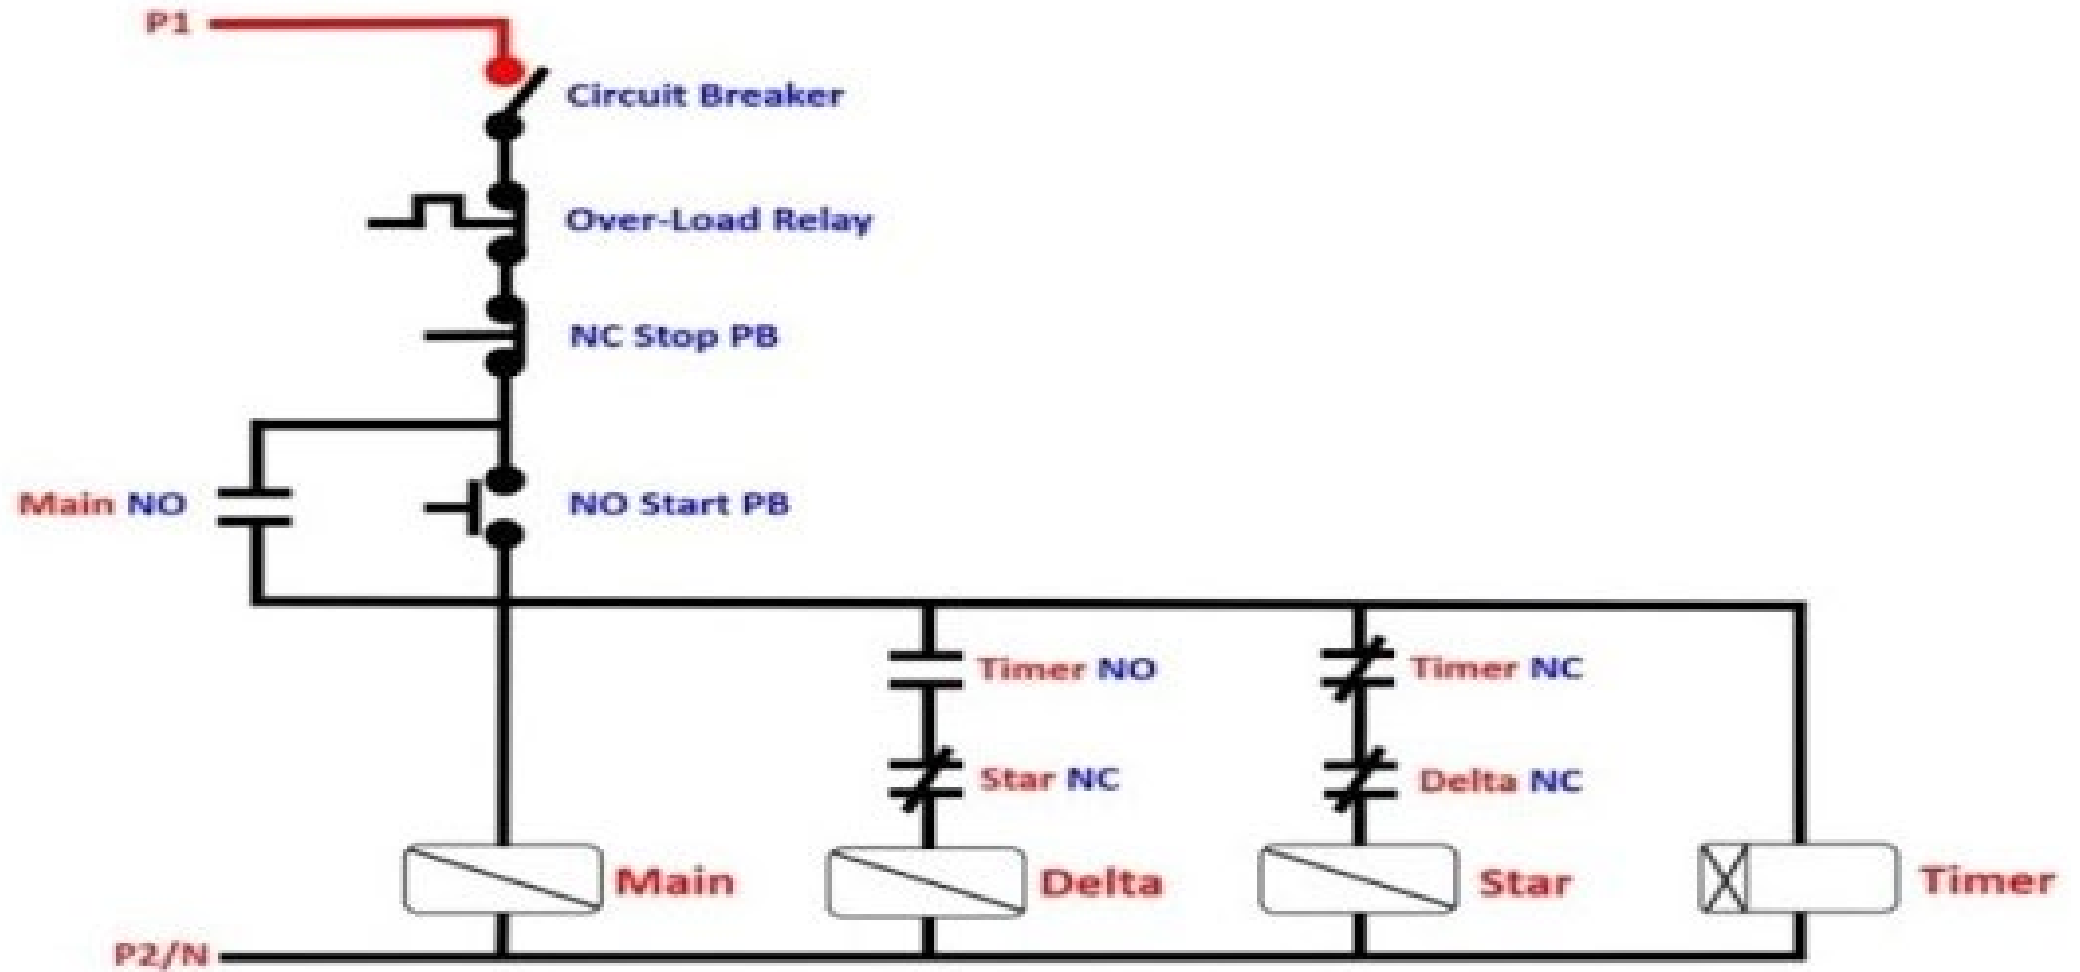 P1
Circuit Breaker
Over-Load Relay
NC Stop PB
Main NO
NO Start PB
Timer NO
Timer NC
Star NC
Delta NC
Main
Delta
Star
Timer
P2/N